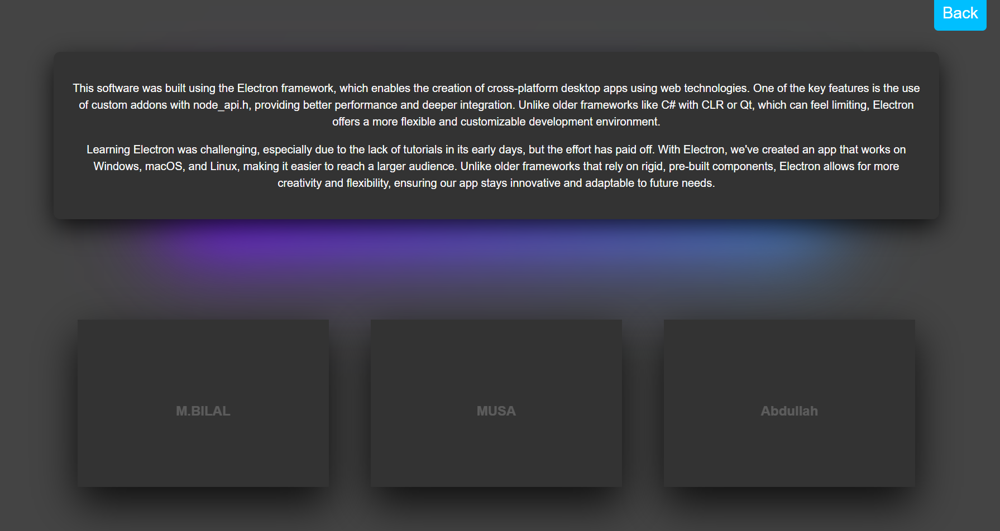 Back
This software was built using the Electron framework, which enables the creation of cross-platform desktop apps using web technologies. One of the key features is the use
of custom addons with node_api.h, providing better performance and deeper integration. Unlike older frameworks like C# with CLR or Qt, which can feel limiting, Electron
offers a more flexible and customizable development environment.
Learning Electron was challenging, especially due to the lack of tutorials in its early days, but the effort has paid off. With Electron, we've created an app that works on
Windows, macOS, and Linux, making it easier to reach a larger audience. Unlike older frameworks that rely on rigid, pre-built components, Electron allows for more
creativity and flexibility, ensuring our app stays innovative and adaptable to future needs.
M.BILAL
MUSA
Abdullah